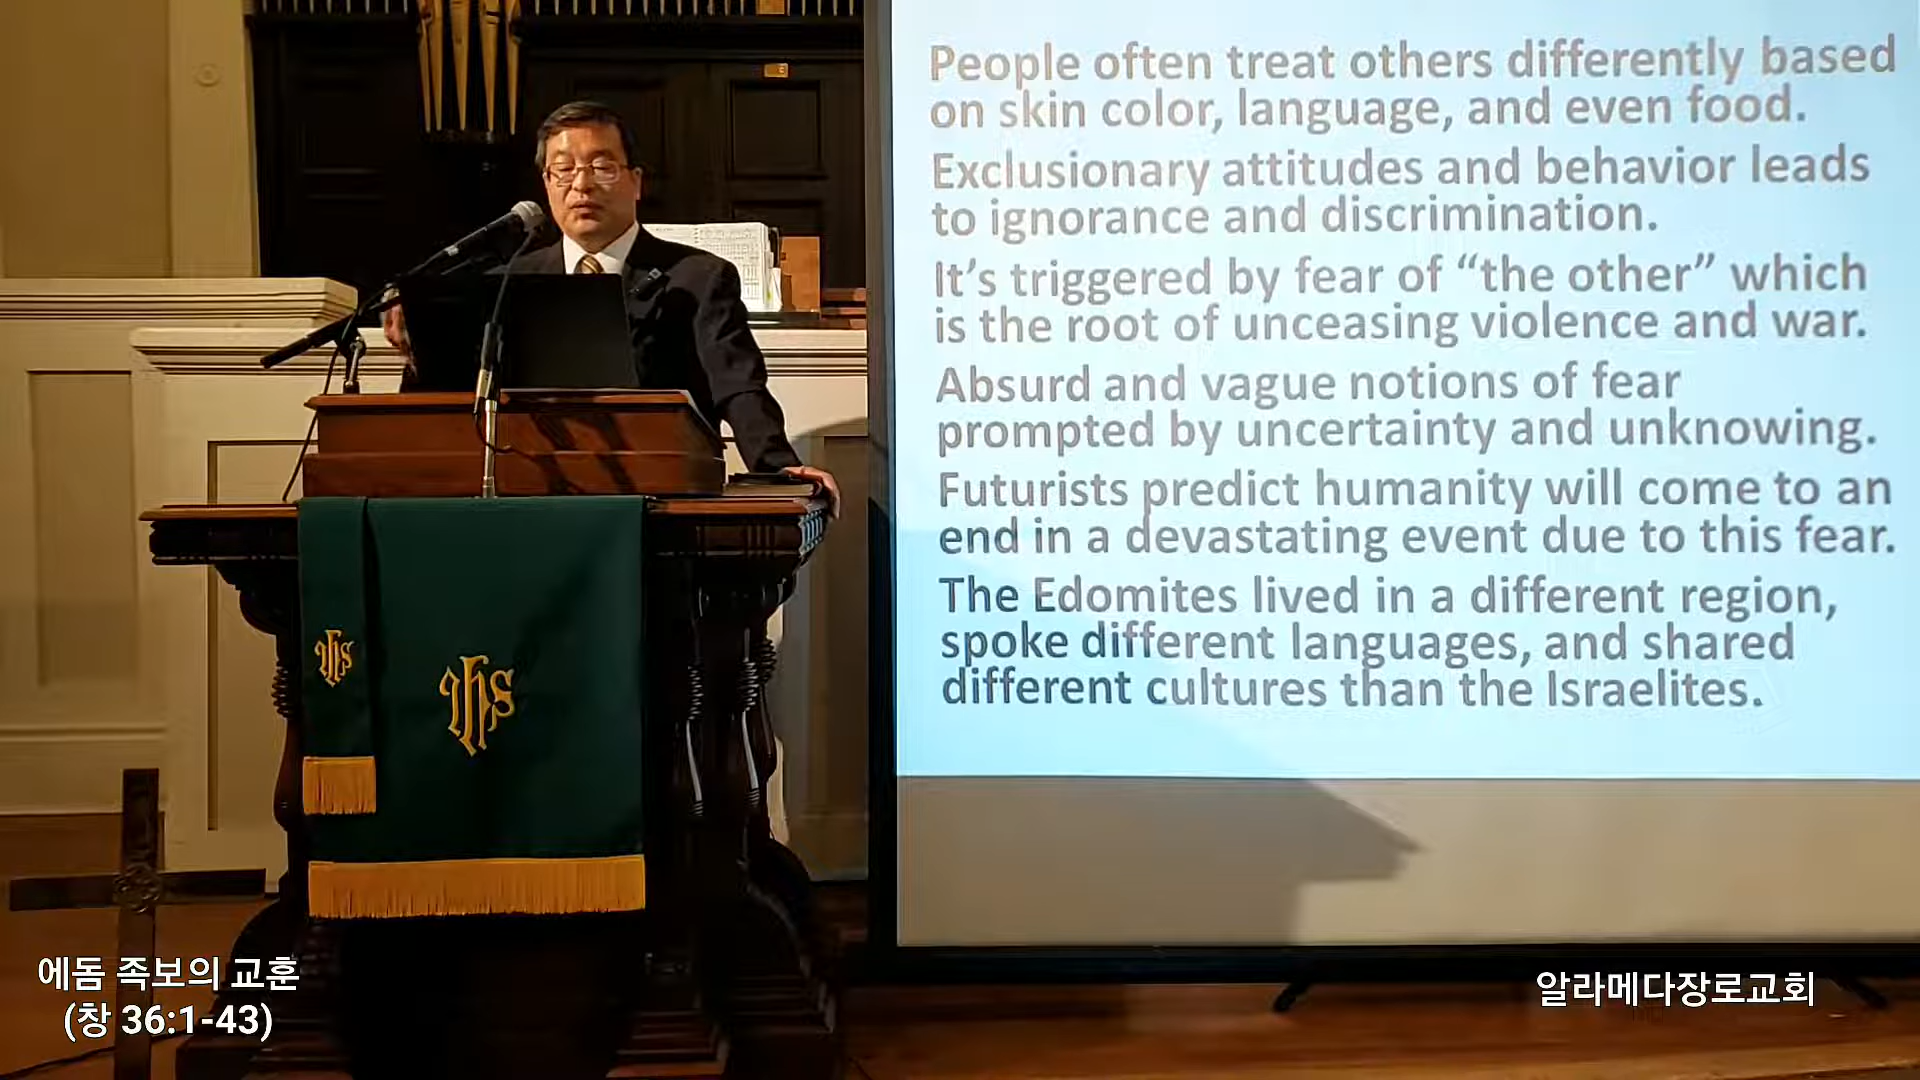 People often treat others differently based
on skin color, language, and even food.
Exclusionary attitudes and behavior leads
to ignorance and discrimination.
It’s triggered by fear of “the other” which
is the root of unceasing violence and war.
Absurd and vague notions of fear
prompted by uncertainty and unknowing.
Futurists predict humanity will come to an
end in a devastating event due to this fear.
The Edomites lived in a different region,
spoke different languages, and shared
different cultures than the Israelites.
ihs
ihs
에돔 족보의 교훈
(창 36:1-43)
알라메다장로교회